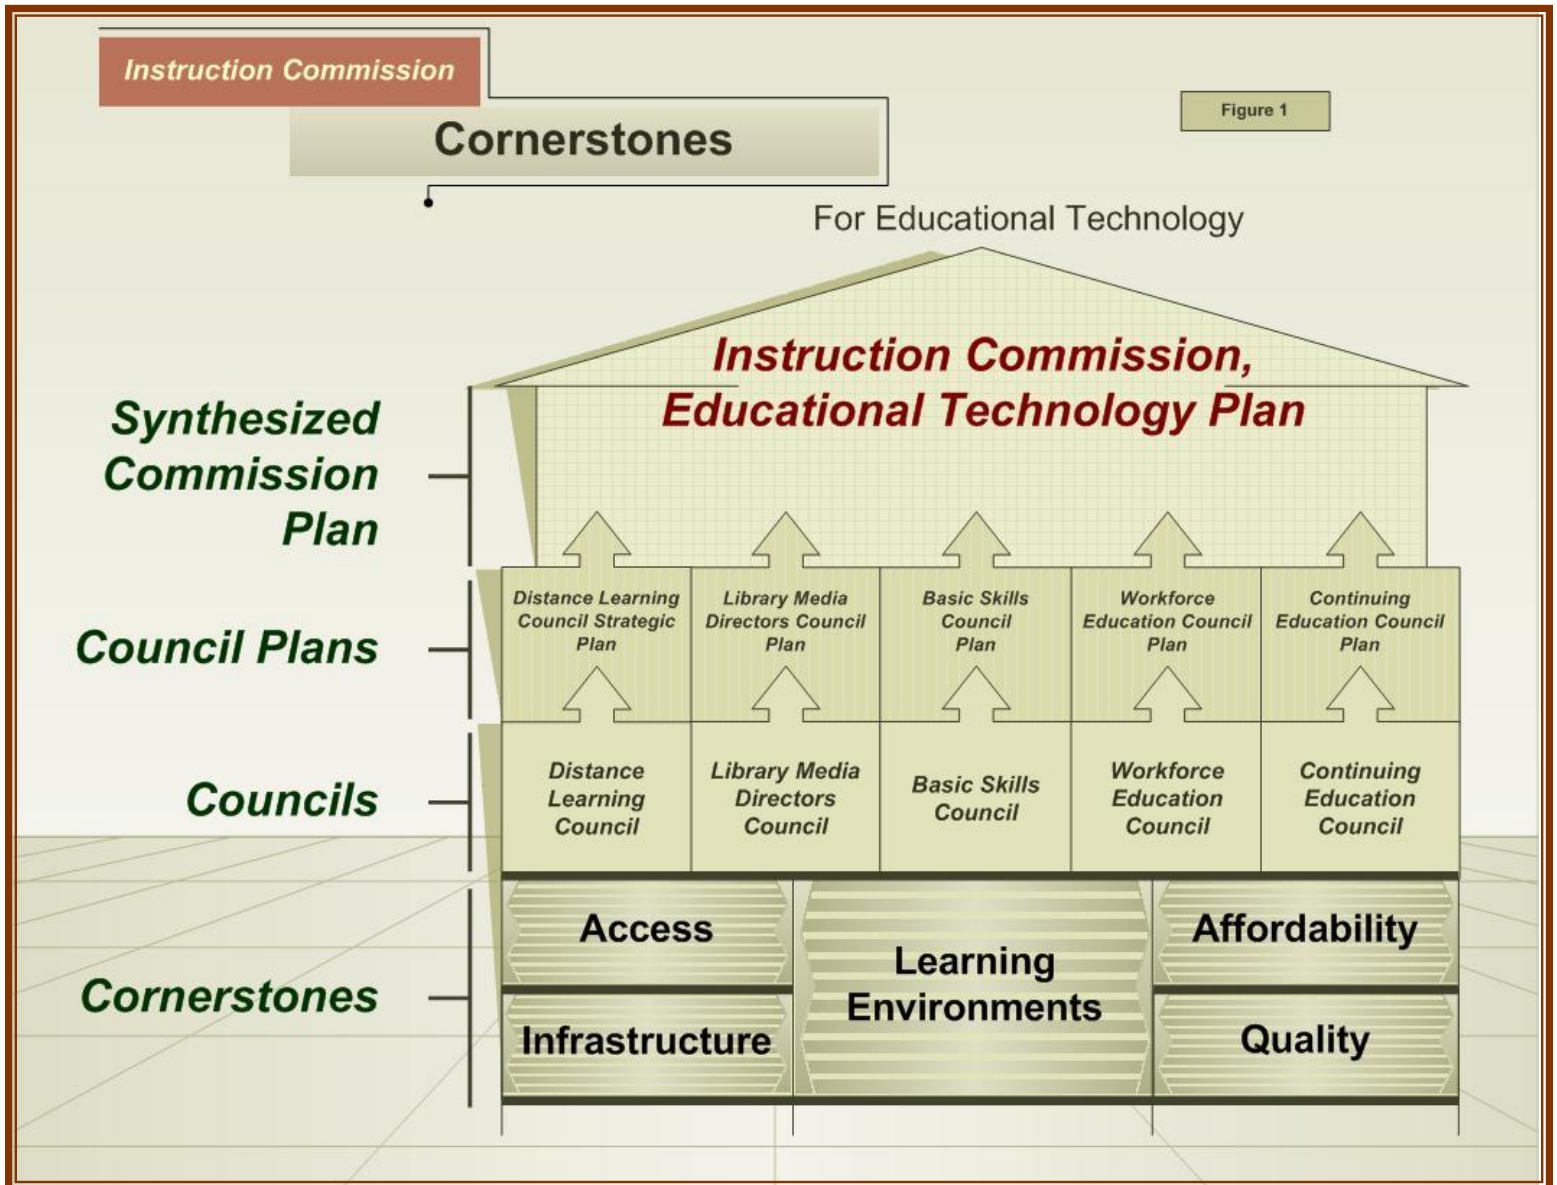 Instruction Commission
Cornerstones
Figure 1
For Educational Technology
Instruction Commission,
Educational Technology Plan
Synthesized
Commission
Plan
Distance Learning
Council Strategic
Plan
Library Media
Directors Council
Plan
Basic Skills
Council
Plan
Workforce
Education Council
Plan
Continuing
Education Council
Plan
Council Plans
Distance
Learning
Council
Library Media
Directors
Council
Basic Skills
Council
Workforce
Education
Council
Continuing
Education
Council
Councils
Cornerstones
Access
Infrastructure
Learning
Environments
Affordability
Quality